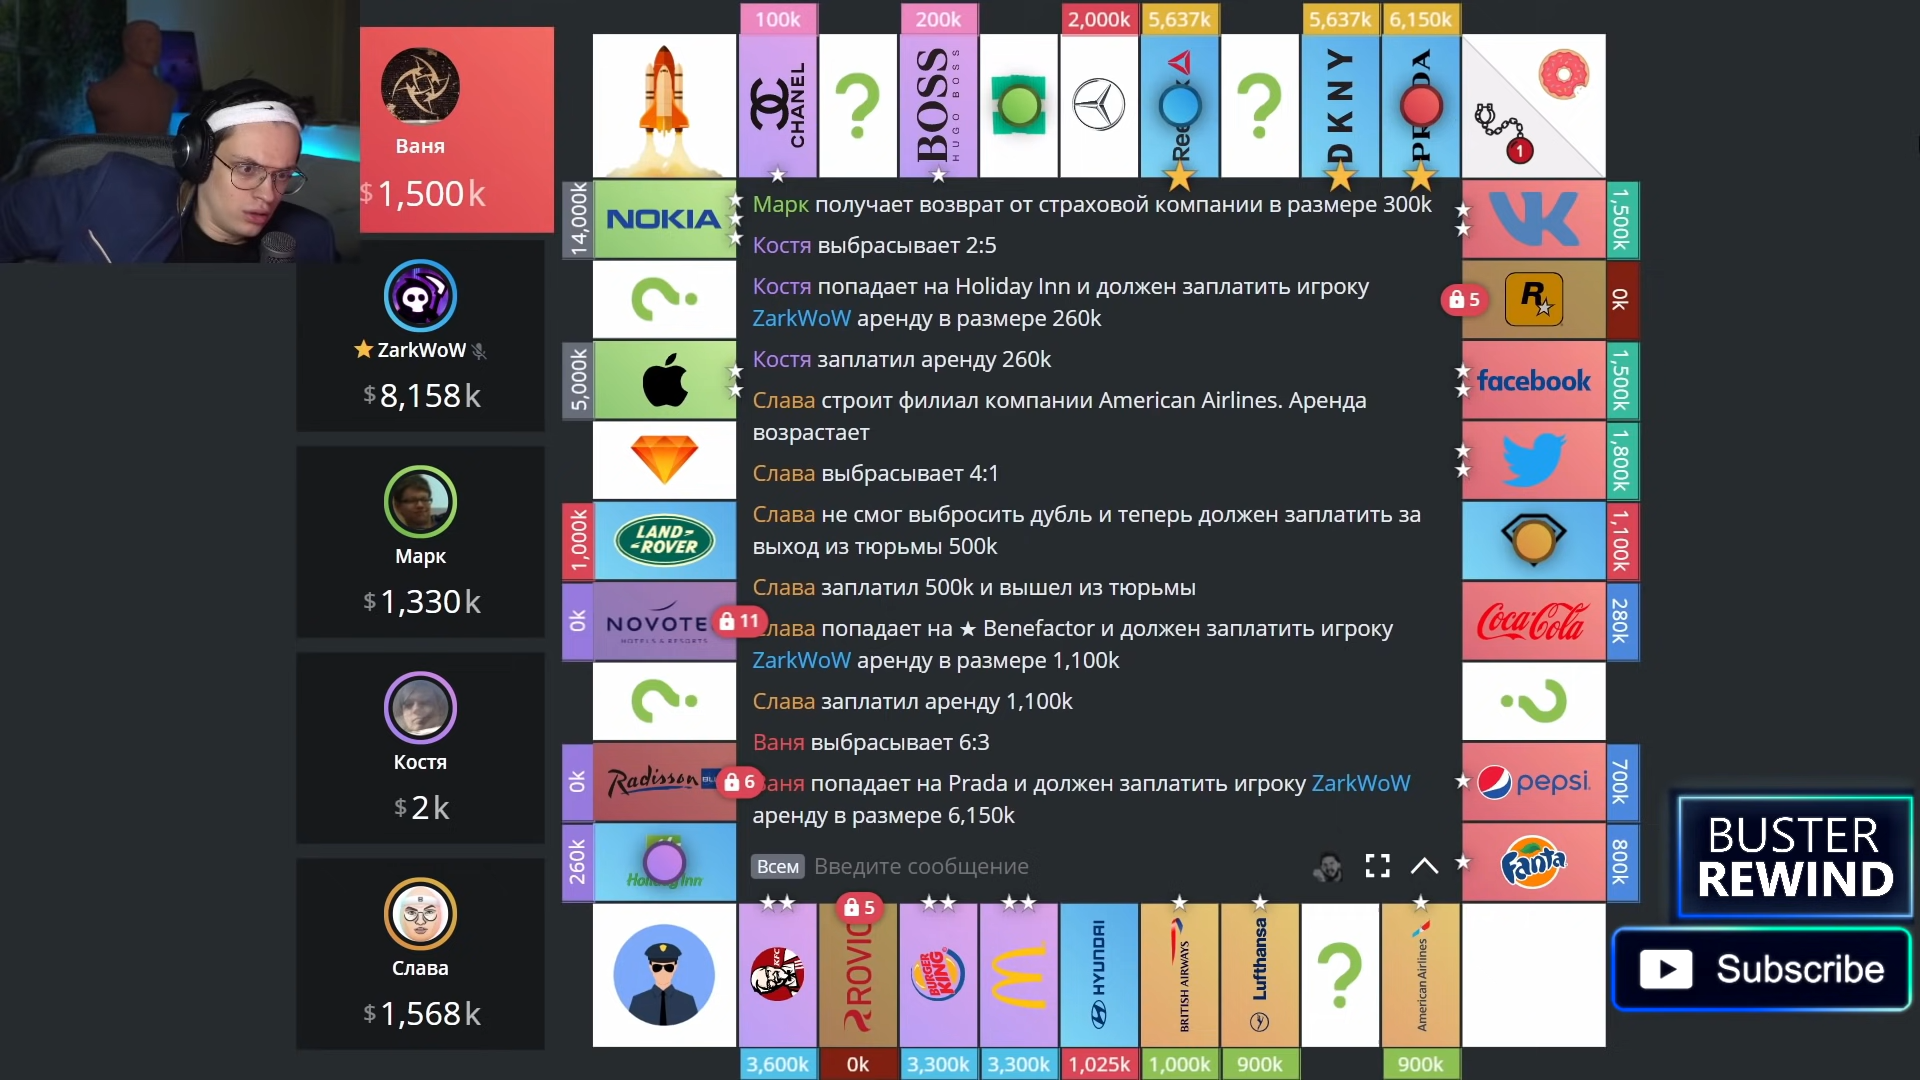 100k
200k
2,000k
5,637k
5,637k
6,150k
Ваня
$1,500k
CHANEL
?
BOSS
HUGO BOSS
?
DKNY
1
14,000k
NOKIA
1,500k
Марк получает возврат от страховой компании в размере 300k
Костя выбрасывает 2:5
Костя попадает на Holiday Inn и должен заплатить игроку
ZarkWoW аренду в размере 260k
Костя заплатил аренду 260k
Слава строит филиал компании American Airlines. Аренда
возрастает
Слава выбрасывает 4:1
Слава не смог выбросить дубль и теперь должен заплатить за
выход из тюрьмы 500k
Слава заплатил 500k и вышел из тюрьмы
Слава попадает на ★ Benefactor и должен заплатить игроку
ZarkWoW аренду в размере 1,100k
Слава заплатил аренду 1,100k
Ваня выбрасывает 6:3
Ваня попадает на Prada и должен заплатить игроку ZarkWoW
аренду в размере 6,150k
Всем Введите сообщение
?
5
R
0k
ZarkWoW
$8,158k
5,000k
facebook
1,500k
1,800k
Марк
$1,330k
1,000k
LAND-
ROVER
1,100k
0k
NOVOTE
HOTELS & RESORTS
11
Coca-Cola
280k
?
?
Костя
$2k
0k
Radisson
6
pepsi
700k
260k
Fanta
800k
Слава
$1,568k
KFC
5
ROVIO
BURGER
KING
HYUNDAI
BRITISH AIRWAYS
Lufthansa
?
American Airlines
3,600k
0k
3,300k
3,300k
1,025k
1,000k
900k
900k
BUSTER
REWIND
Subscribe